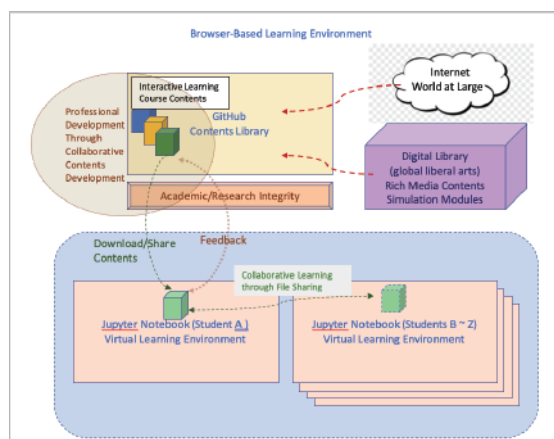 Browser-Based Learning Environment
Interactive Learning
Course Contents
GitHub
Contents Library
Internet
World at Large
Professional
Development
Through
Collaborative
Contents
Development
Digital Library
(global liberal arts)
Rich Media Contents
Simulation Modules
Academic/Research Integrity
Download/Share
Contents
Feedback
Collaborative Learning
through File Sharing
Jupyter Notebook (Student A )
Virtual Learning Environment
Jupyter Notebook (Students B ~ Z)
Virtual Learning Environment